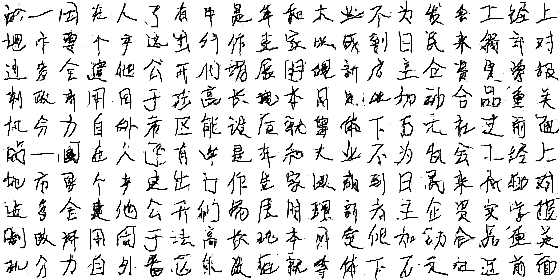 的一国在人了有中是年和大业不为发会工经上
地市要个产这出行作生家以成到日民来我部对
进多全建他公开们场展时理新方主企资实学报
制政济用同于法高长现本月定化加动合品重关
机分力自外者区能设后就等体下万元社过前面
的一国在人了有中是年和大业不为发会工经上
地市要个产这出行作生家以成到日民来我部对
进多全建他公开们场展时理新方主企资实学报
制政济用同于法高长现本月定化加动合品重关
机分力自外者区能设后就等体下万元社过前面